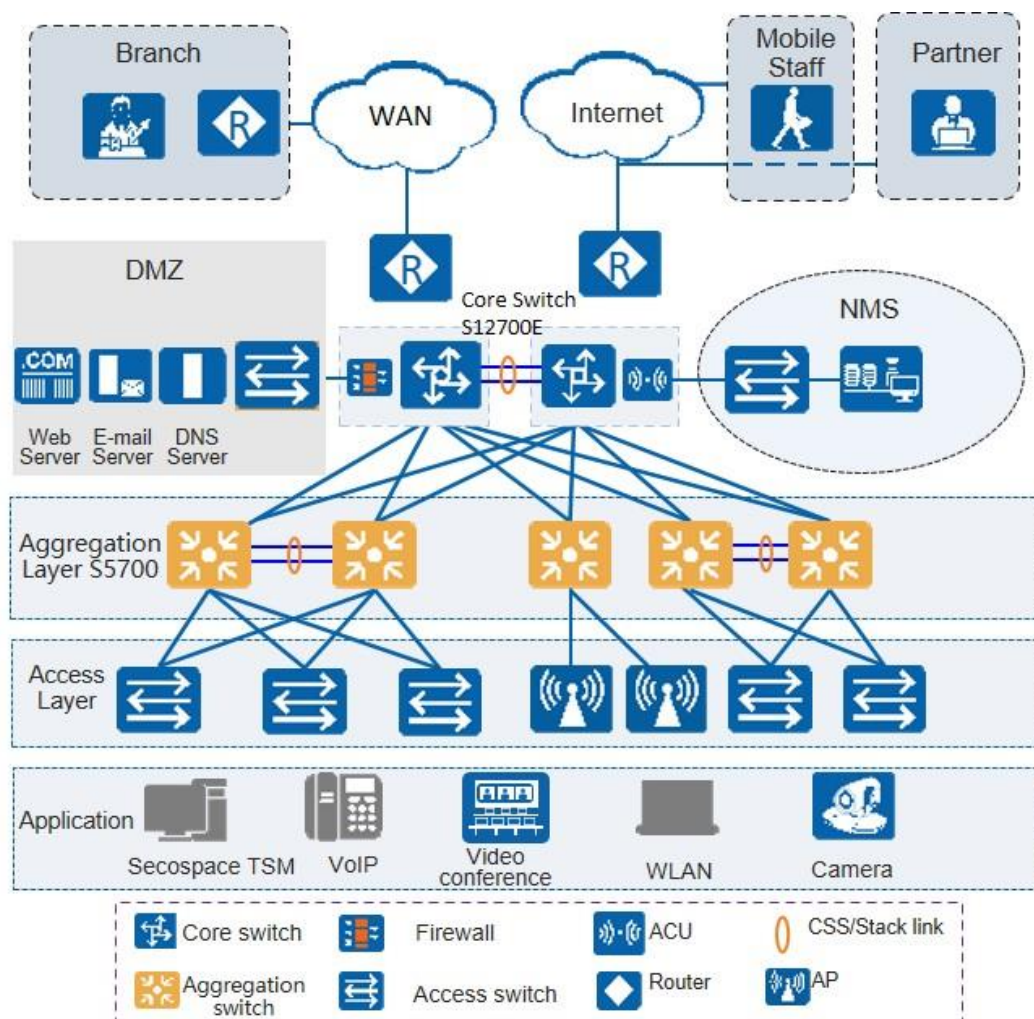 Branch
WAN
Internet
Mobile
Staff
Partner
R
R
R
DMZ
Core Switch
S12700E
NMS
.COM
Web
Server
E-mail
Server
DNS
Server
Aggregation
Layer S5700
Access
Layer
Application
Secospace TSM
VoIP
Video
conference
WLAN
Camera
Core switch
Firewall
ACU
CSS/Stack link
Aggregation
switch
Access switch
Router
AP